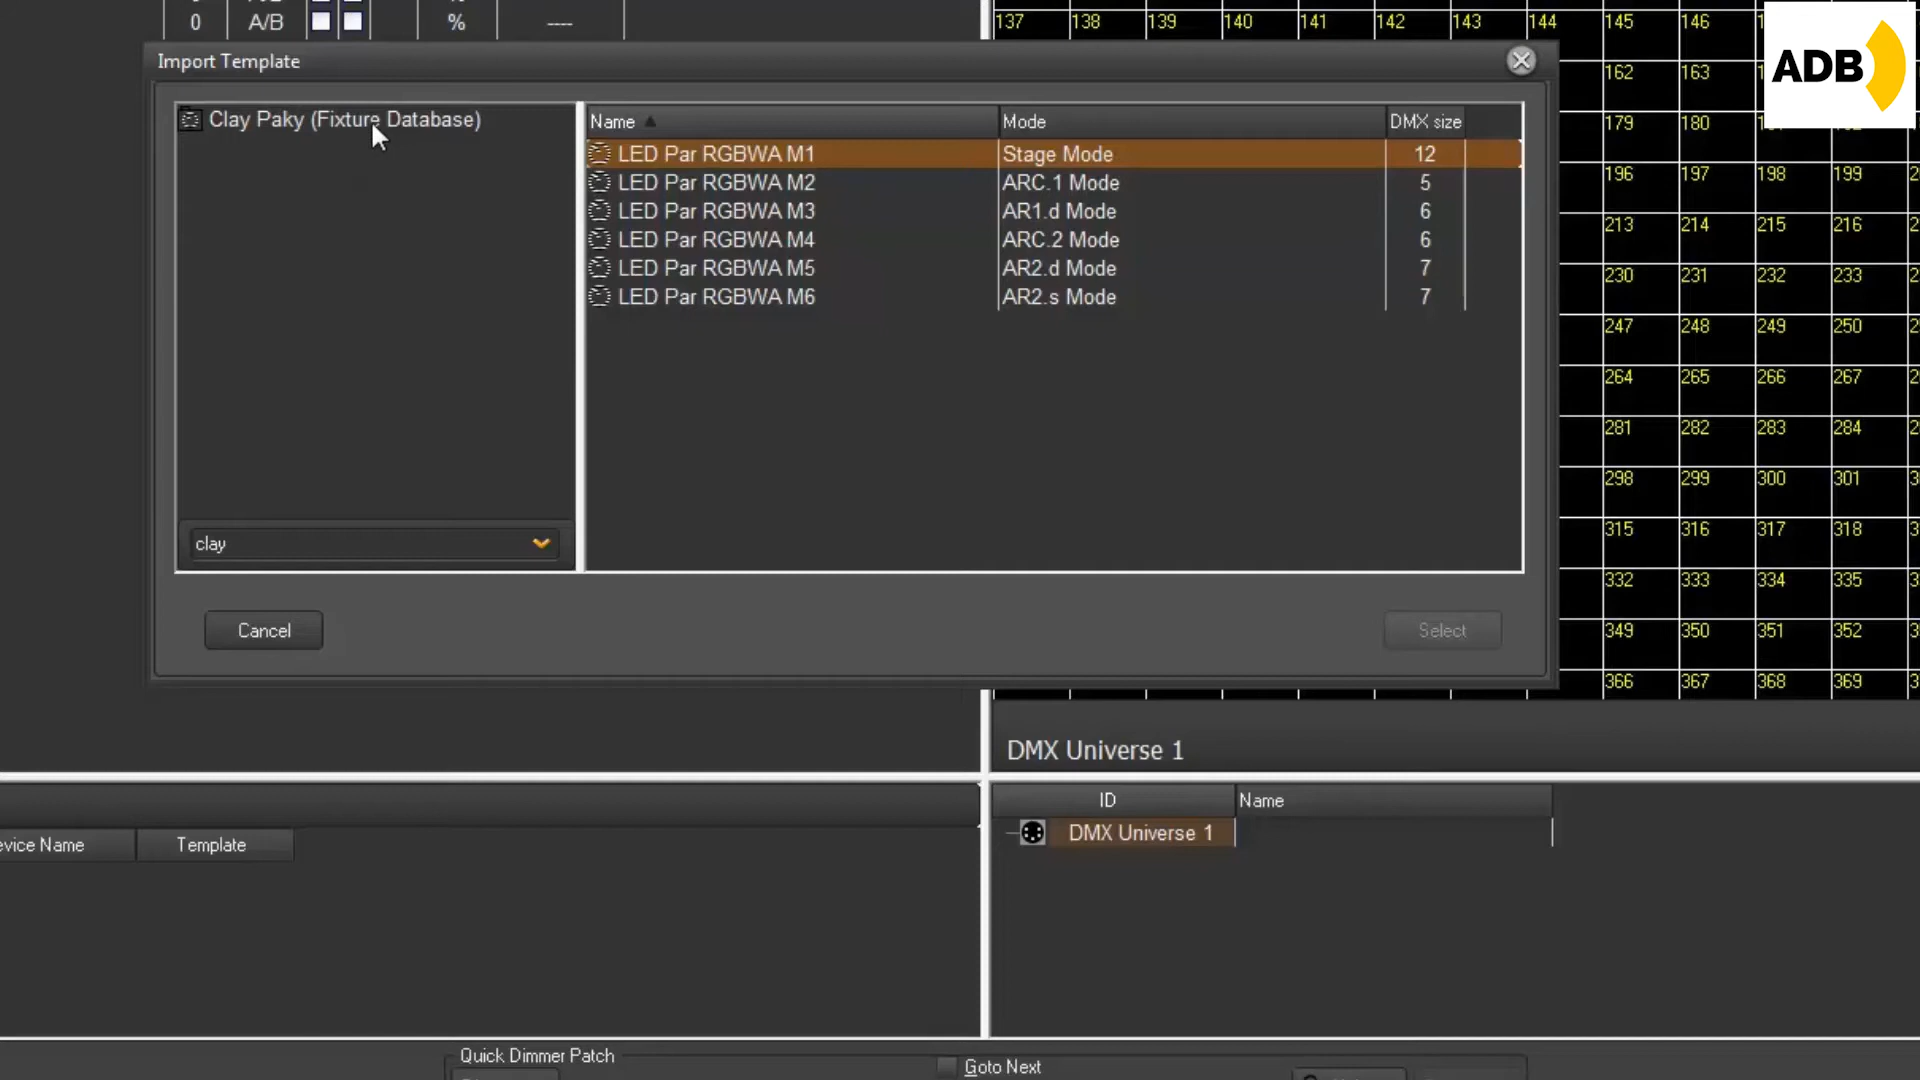 0 A/B % ----
137 138 139 140 141 142 143 144 145 146
ADB
Import Template
162 163
Clay Paky (Fixture Database)
Name Mode DMX size
179 180
LED Par RGBWA M1 Stage Mode 12
LED Par RGBWA M2 ARC.1 Mode 5
196 197 198 199
LED Par RGBWA M3 AR1.d Mode 6
213 214 215 216
LED Par RGBWA M4 ARC.2 Mode 6
LED Par RGBWA M5 AR2.d Mode 7
230 231 232 233
LED Par RGBWA M6 AR2.s Mode 7
247 248 249 250
264 265 266 267
281 282 283 284
298 299 300 301
315 316 317 318
clay
332 333 334 335
Cancel Select
349 350 351 352
366 367 368 369
DMX Universe 1
ID Name
DMX Universe 1
evice Name Template
Quick Dimmer Patch
Goto Next